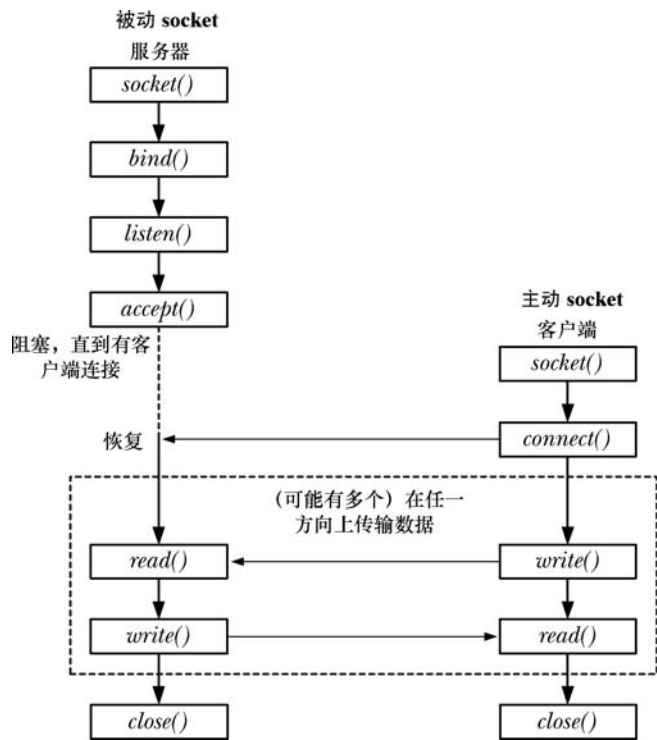 被动 socket
服务器
socket()
bind()
listen()
accept()
阻塞，直到有客
户端连接
恢复
主动 socket
客户端
socket()
connect()
（可能有多个）在任一
方向上传输数据
read()
write()
write()
read()
close()
close()